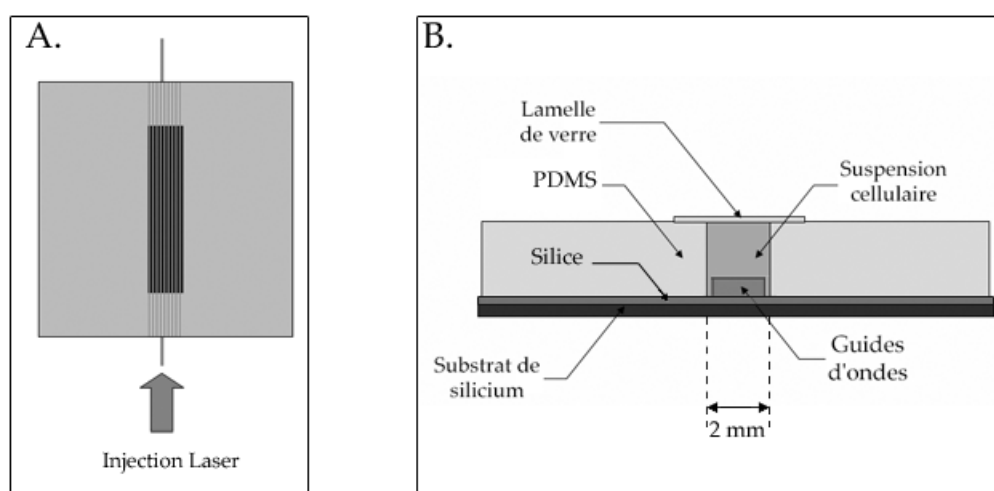 A.
Injection Laser
B.
Lamelle
de verre
PDMS
Suspension
cellulaire
Silice
Substrat de
silicium
Guides
d'ondes
2 mm